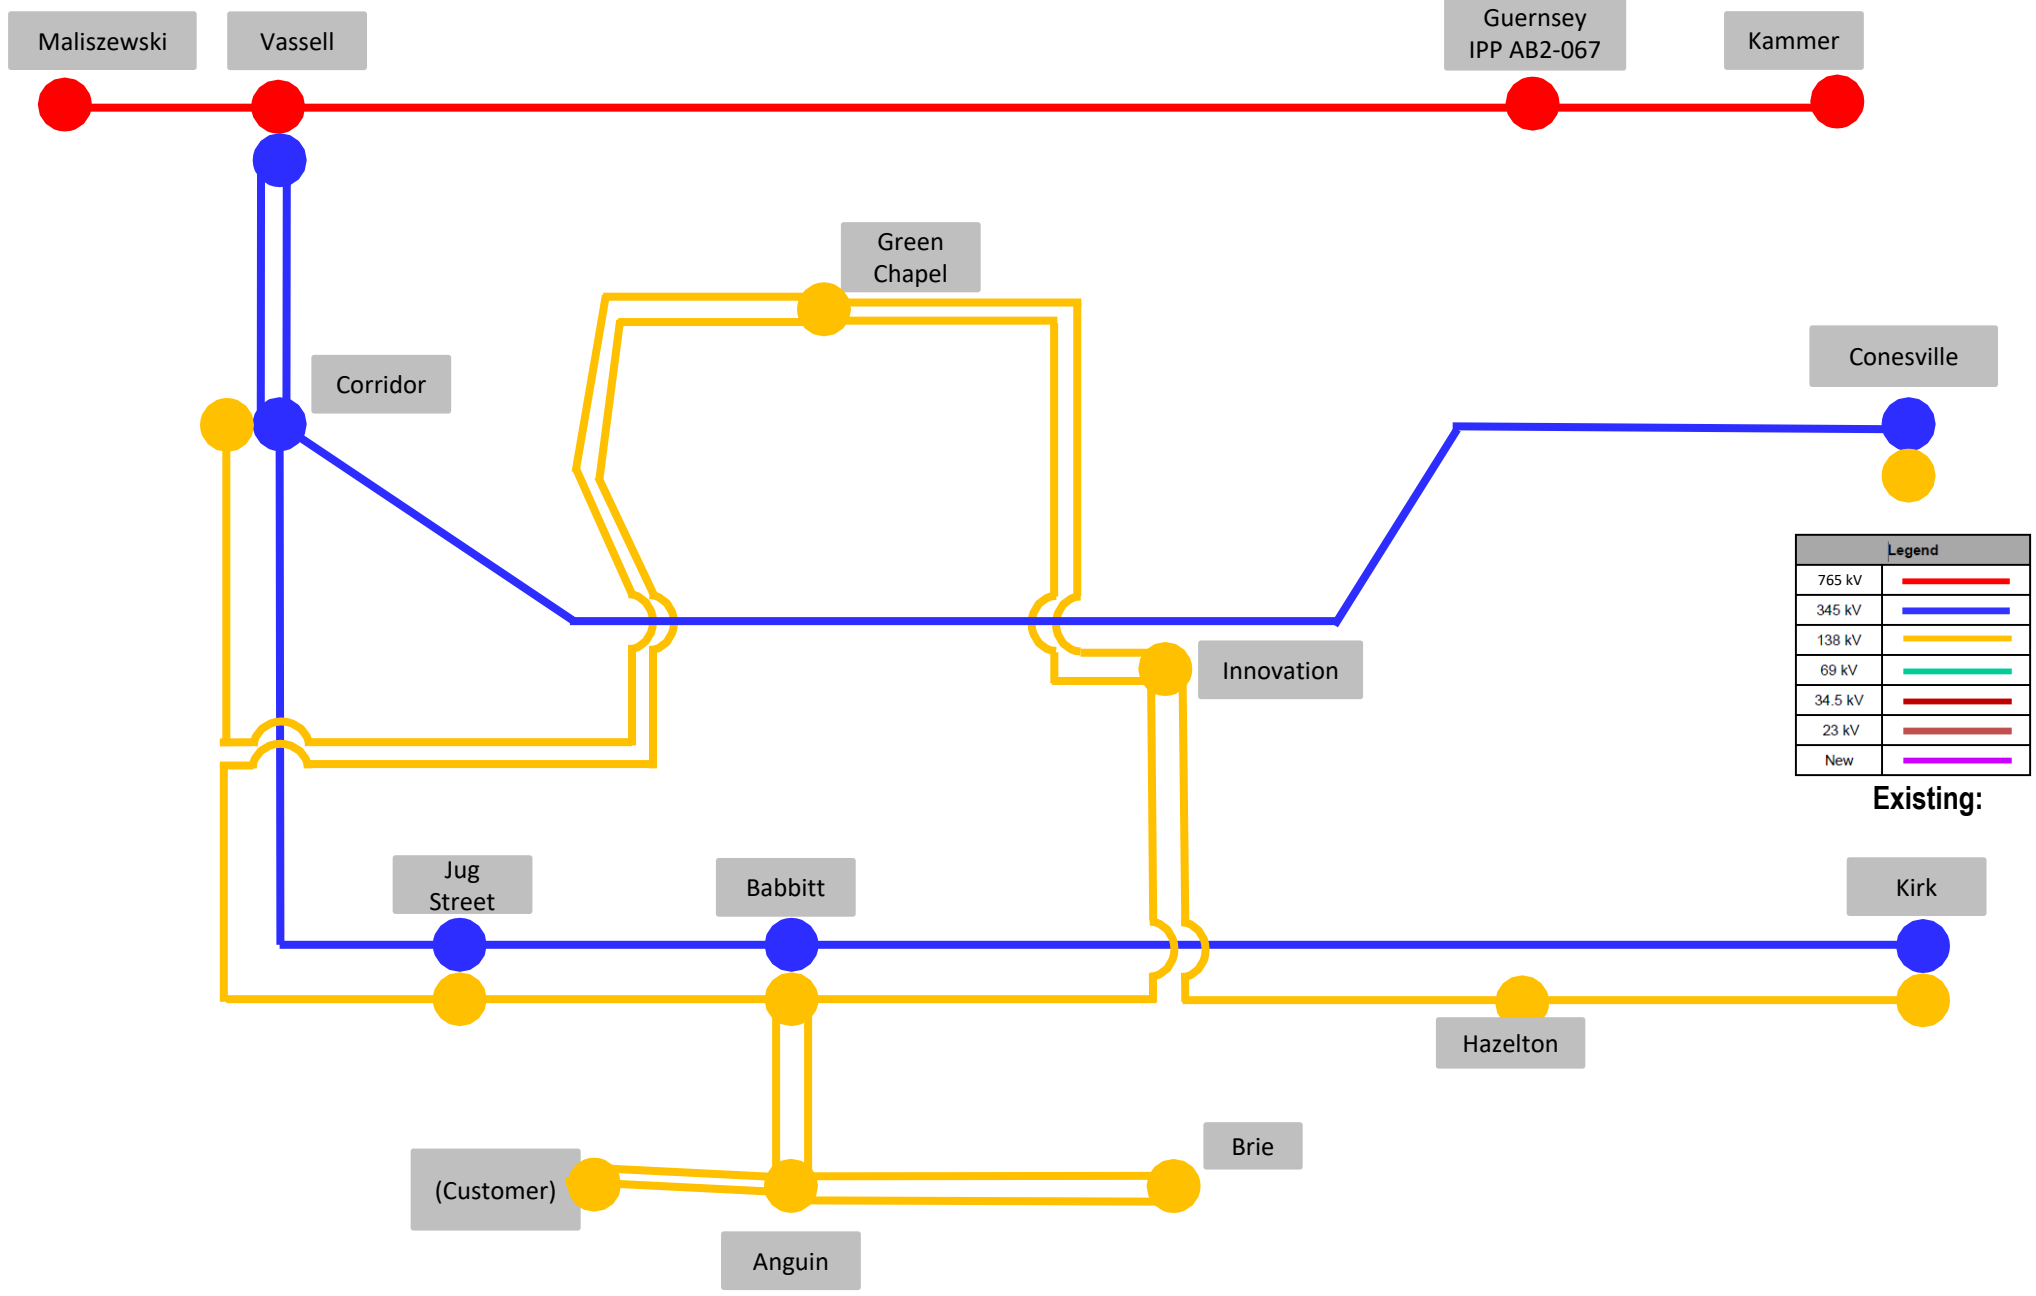 Maliszewski
Vassell
Guernsey
IPP AB2-067
Kammer
Green
Chapel
Corridor
Conesville
Legend
765 kV
345 kV
138 kV
69 kV
34.5 kV
23 kV
New
Existing:
Innovation
Jug
Street
Babbitt
Kirk
Hazelton
Brie
(Customer)
Anguin